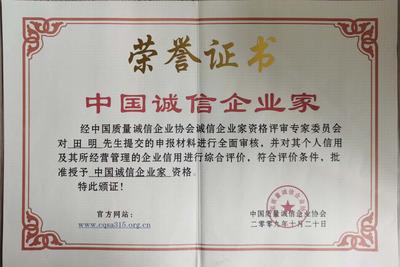 荣誉证书
中国诚信企业家
经中国质量诚信企业协会诚信企业家资格评审专家委员会
对 田 明 先生提交的申报材料进行全面审核，并对其个人信用
及其所经营管理的企业信用进行综合评价，符合评价条件，批
准授予 中国诚信企业家 资格。
特此颁证！
官方网站：
www.cqsa315.org.cn
中国质量诚信企业协会
二零零九年十月二十日